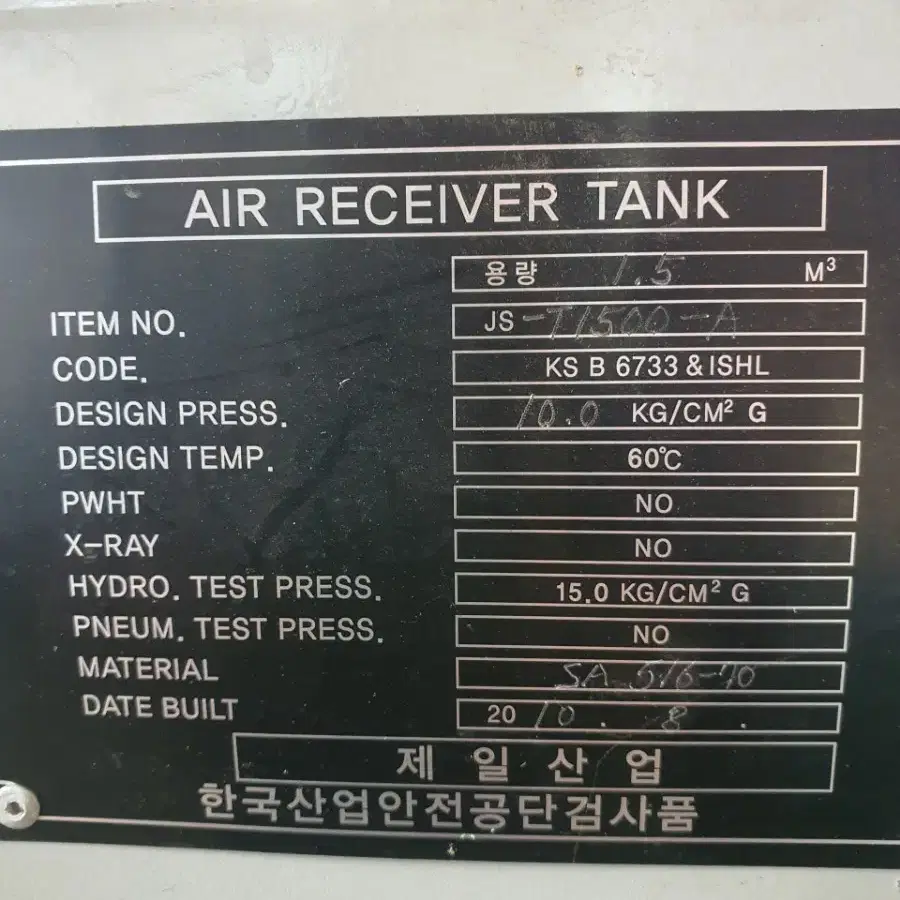 AIR RECEIVER TANK
용량 1.5 M³
ITEM NO. JS-T1500-A
CODE. KS B 6733 & ISHL
DESIGN PRESS. 10.0 KG/CM² G
DESIGN TEMP. 60℃
PWHT NO
X-RAY NO
HYDRO. TEST PRESS. 15.0 KG/CM² G
PNEUM. TEST PRESS. NO
MATERIAL SA 516-70
DATE BUILT 2010. 8.
제일산업
한국산업안전공단검사품